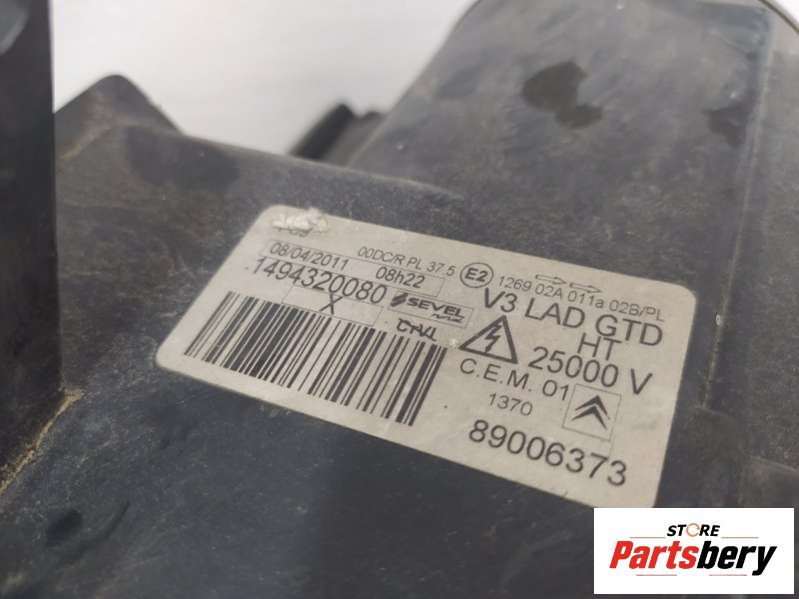 08/04/2011 08h22
00DC/R PL 37.5 E2 1269 02A 011a 02B/PL
1494320080
X
SEVEL
V3 LAD GTD
HT
25000 V
C.E.M. 01
1370
89006373
STORE
Partsbery